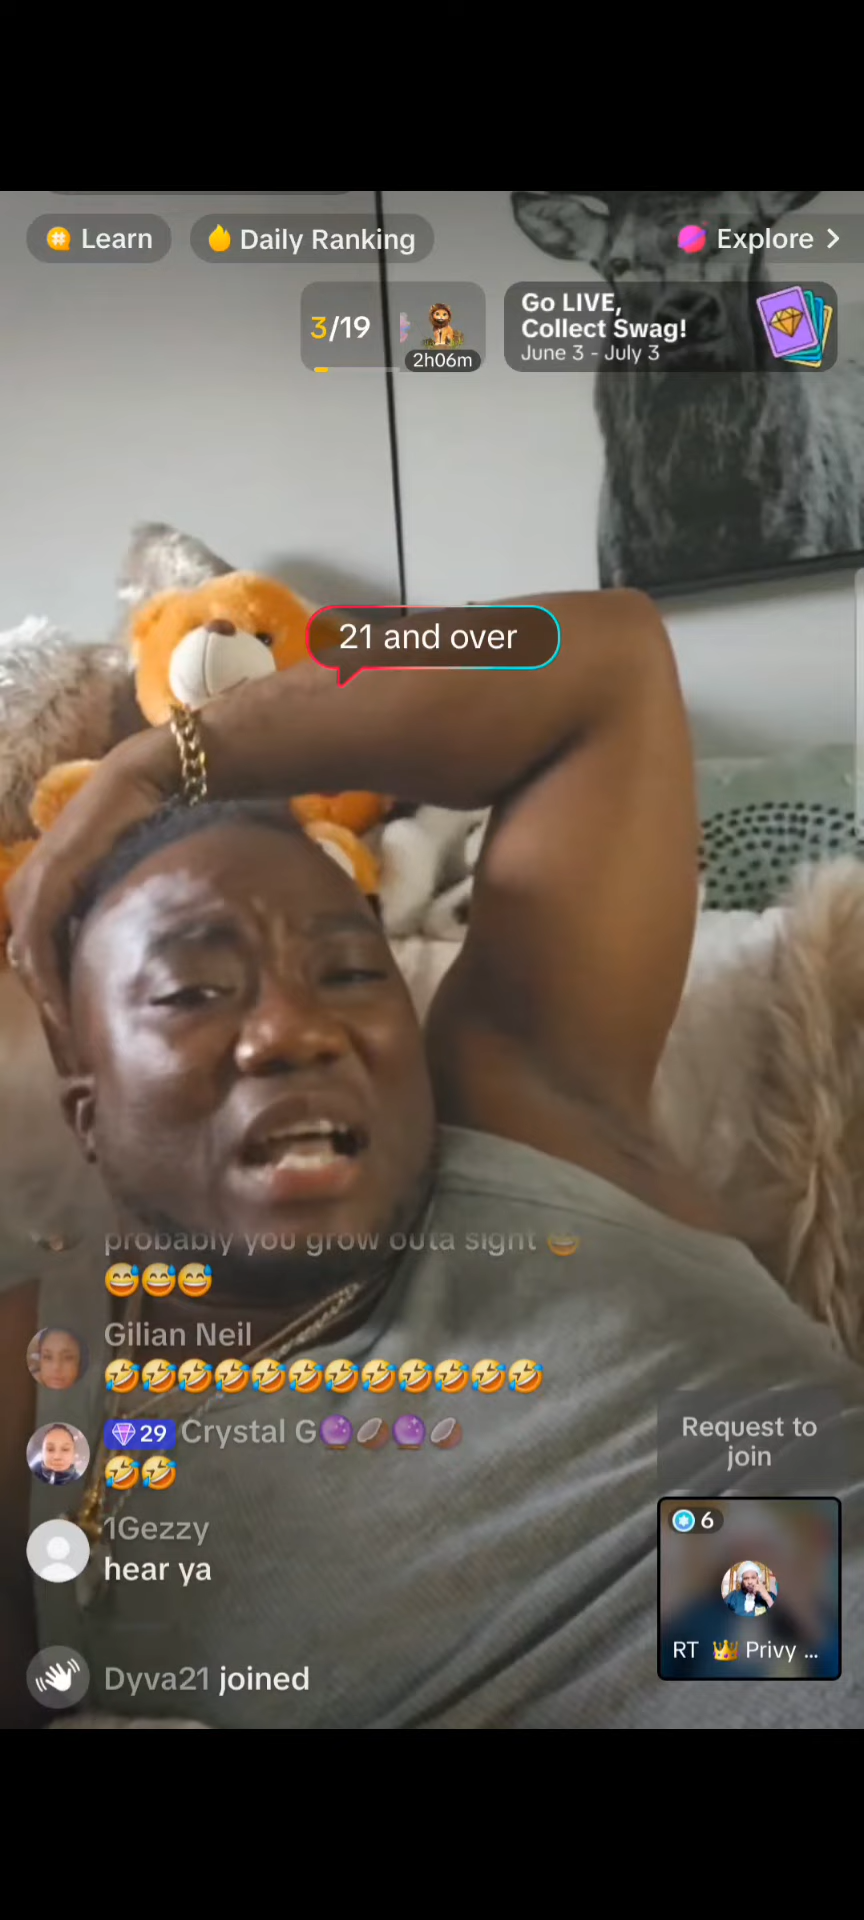 Learn
Daily Ranking
Explore
3/19
2h06m
Go LIVE,
Collect Swag!
June 3 - July 3
21 and over
probably you grow outa sight 😅
😅😅😅
Gilian Neil
🤣🤣🤣🤣🤣🤣🤣🤣🤣🤣🤣🤣
29 Crystal G🔮🥥🔮🥥
🤣🤣
1Gezzy
hear ya
Dyva21 joined
Request to
join
6
RT 👑 Privy ...